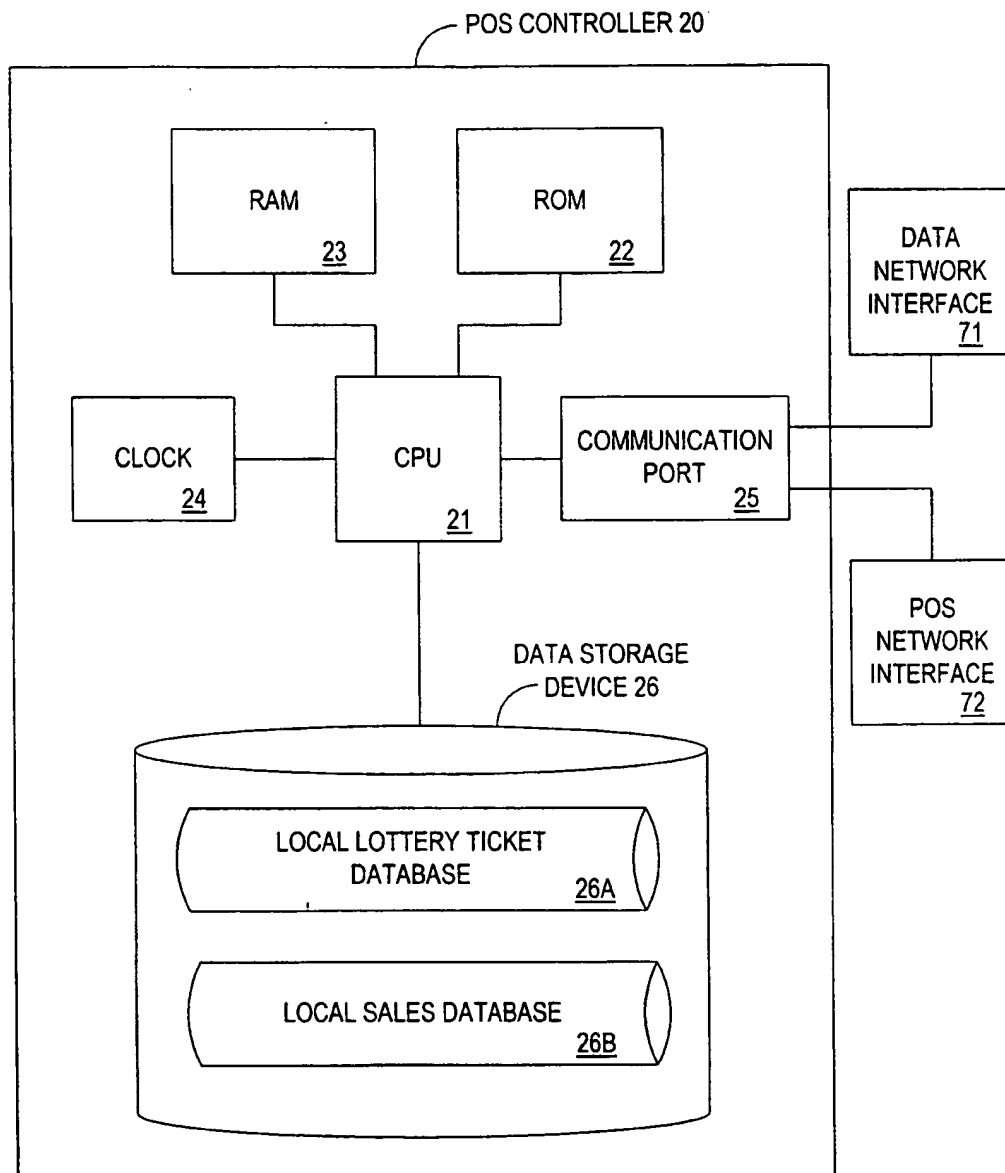 POS CONTROLLER 20
RAM
23
ROM
22
DATA
NETWORK
INTERFACE
71
CLOCK
24
CPU
21
COMMUNICATION
PORT
25
POS
NETWORK
INTERFACE
72
DATA STORAGE
DEVICE 26
LOCAL LOTTERY TICKET
DATABASE
26A
LOCAL SALES DATABASE
26B